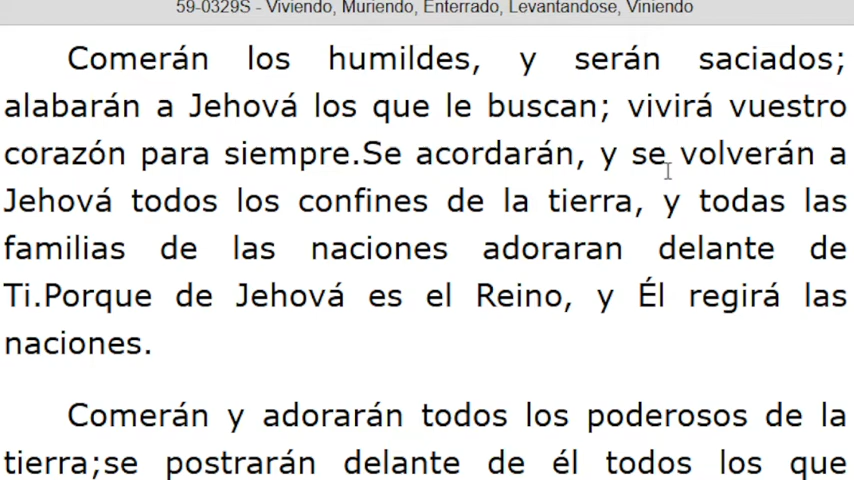 59-0329S - Viviendo, Muriendo, Enterrado, Levantandose, Viniendo
Comerán los humildes, y serán saciados;
alabarán a Jehová los que le buscan; vivirá vuestro
corazón para siempre.Se acordarán, y se volverán a
Jehová todos los confines de la tierra, y todas las
familias de las naciones adoraran delante de
Ti.Porque de Jehová es el Reino, y Él regirá las
naciones.
Comerán y adorarán todos los poderosos de la
tierra;se postrarán delante de él todos los que